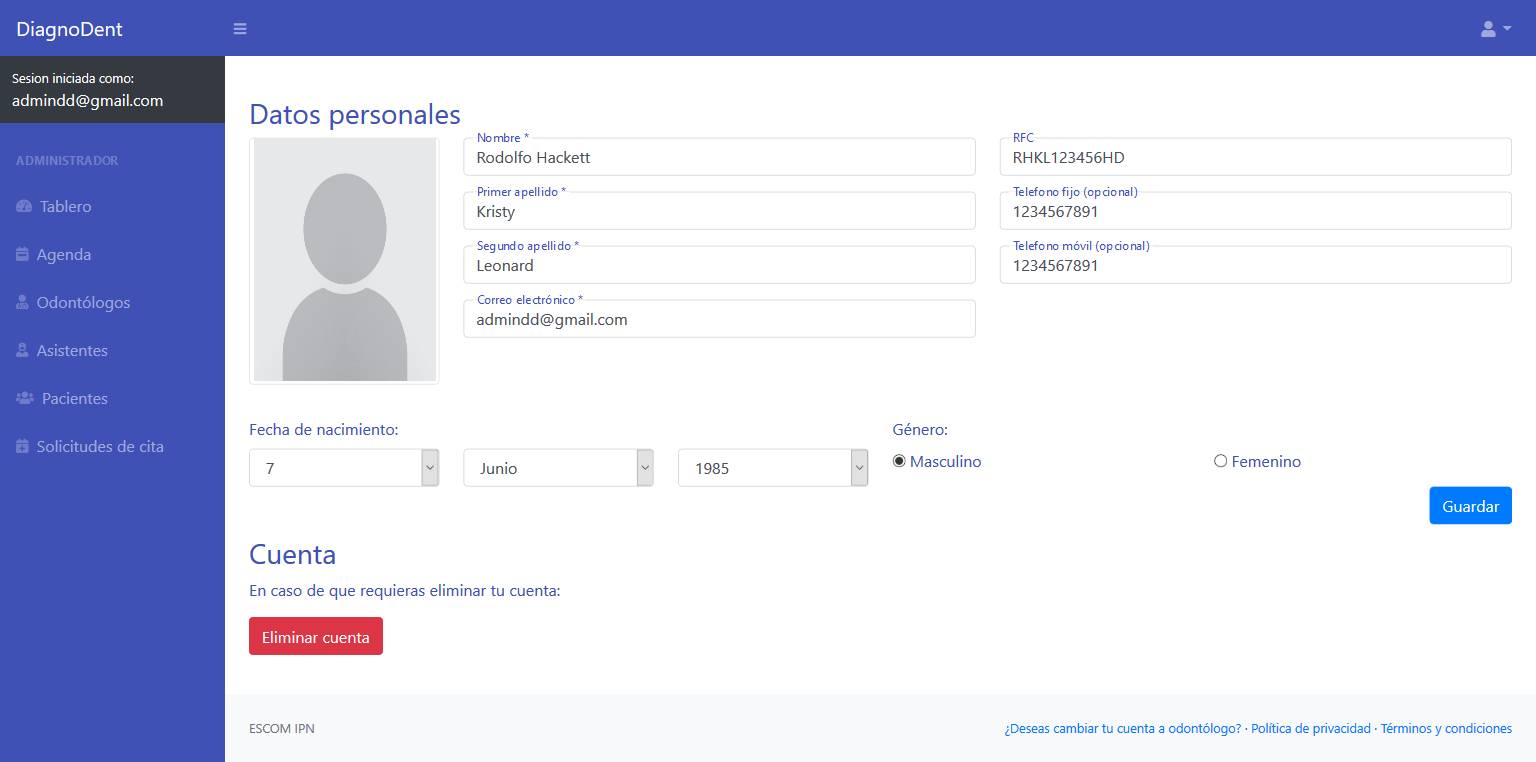 DiagnoDent
Sesion iniciada como:
admindd@gmail.com
ADMINISTRADOR
Tablero
Agenda
Odontólogos
Asistentes
Pacientes
Solicitudes de cita
Datos personales
Nombre *
Rodolfo Hackett
Primer apellido *
Kristy
Segundo apellido *
Leonard
Correo electrónico *
admindd@gmail.com
RFC
RHKL123456HD
Telefono fijo (opcional)
1234567891
Telefono móvil (opcional)
1234567891
Fecha de nacimiento:
7
Junio
1985
Género:
Masculino
Femenino
Guardar
Cuenta
En caso de que requieras eliminar tu cuenta:
Eliminar cuenta
ESCOM IPN
¿Deseas cambiar tu cuenta a odontólogo? · Política de privacidad · Términos y condiciones